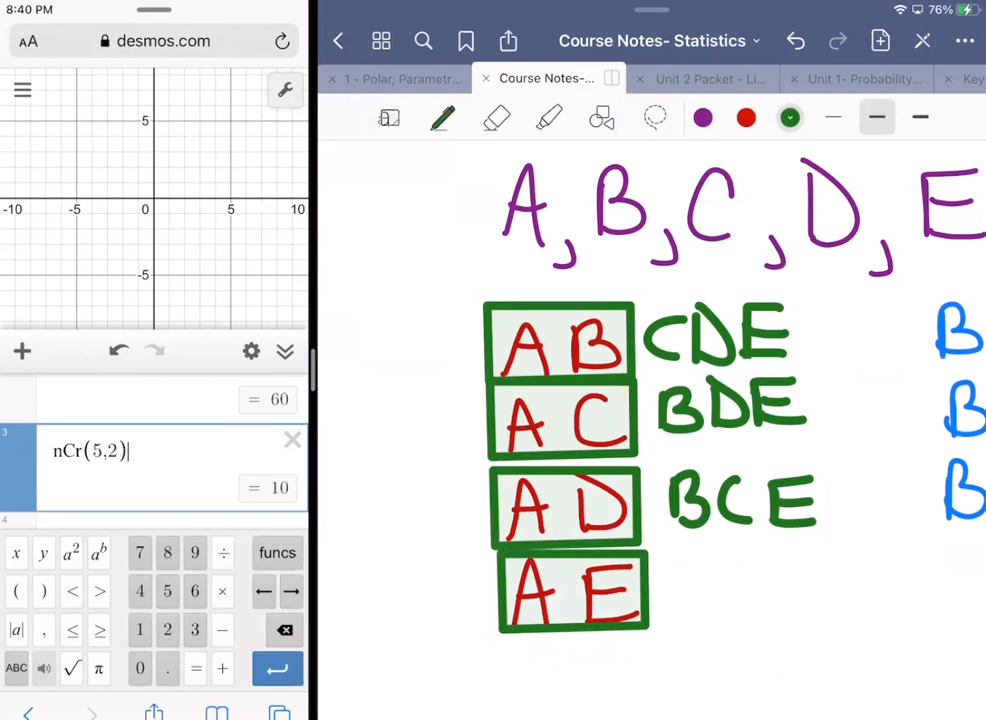 8:40 PM
76%
AA desmos.com
Course Notes- Statistics
1 - Polar, Parametr...
Course Notes-...
Unit 2 Packet - Li...
Unit 1- Probability...
Key
5
-10 -5 0 5 10
-5
= 60
3
nCr(5,2)
= 10
4
x y a² aᵇ 7 8 9 ÷ funcs
( ) < > 4 5 6 × ← →
|a| , ≤ ≥ 1 2 3 −
ABC √ π 0 . = +
A, B, C, D, E
A B CDE
A C BDE
A D BCE
A E
B
B
B